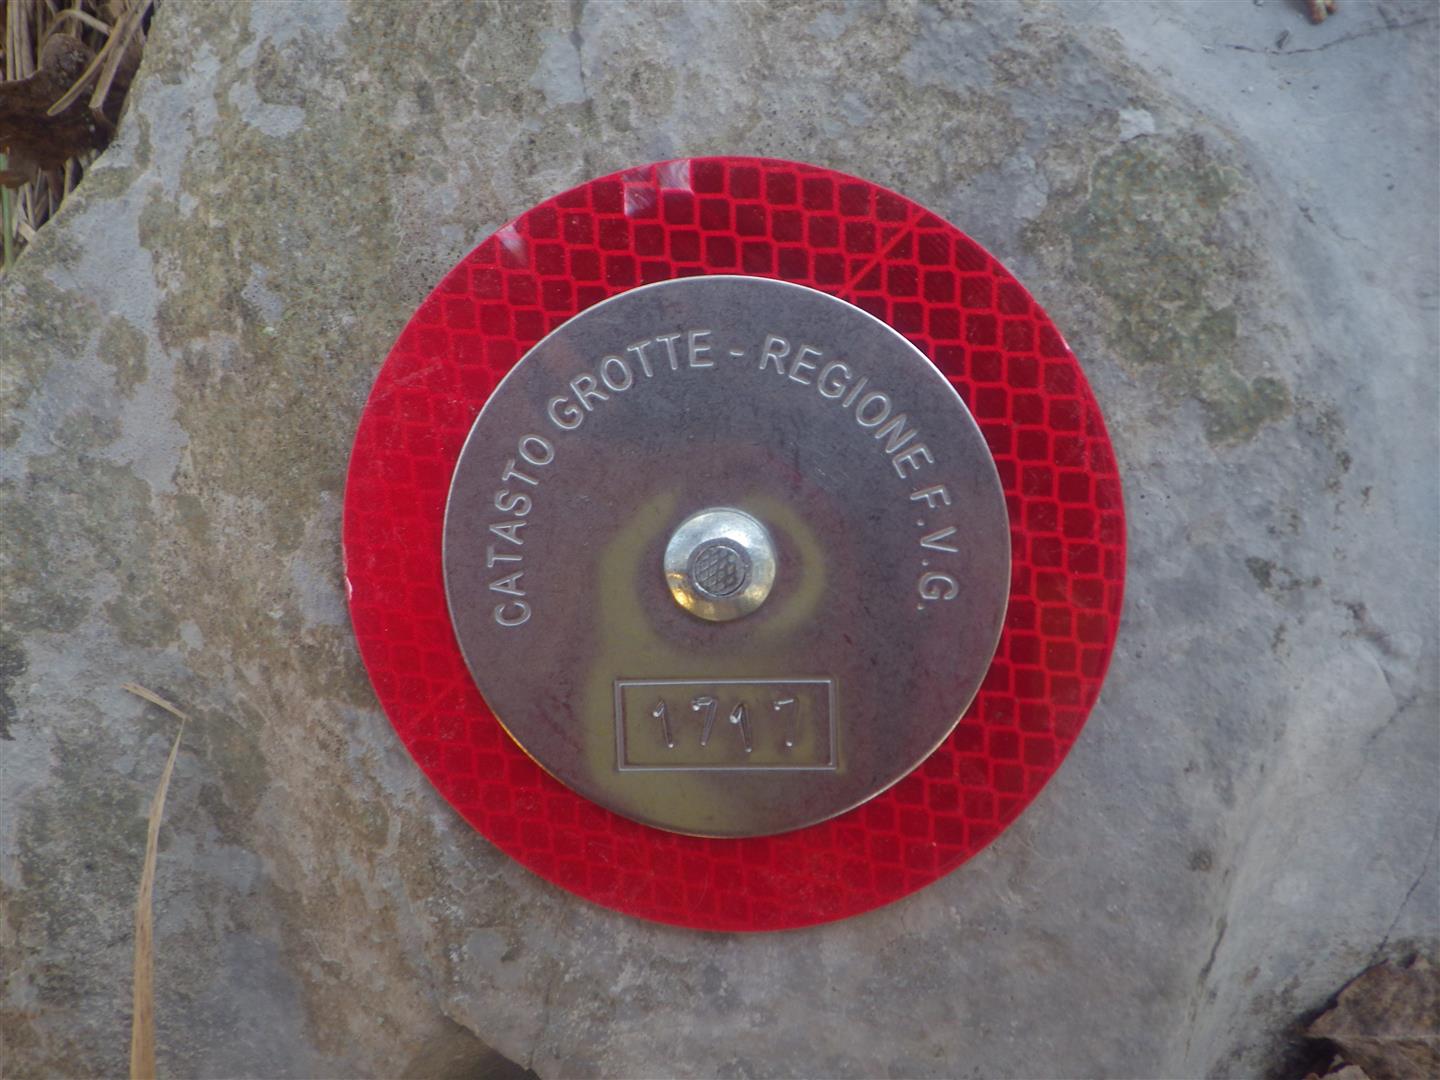 CATASTO GROTTE - REGIONE F.V.G.
1717